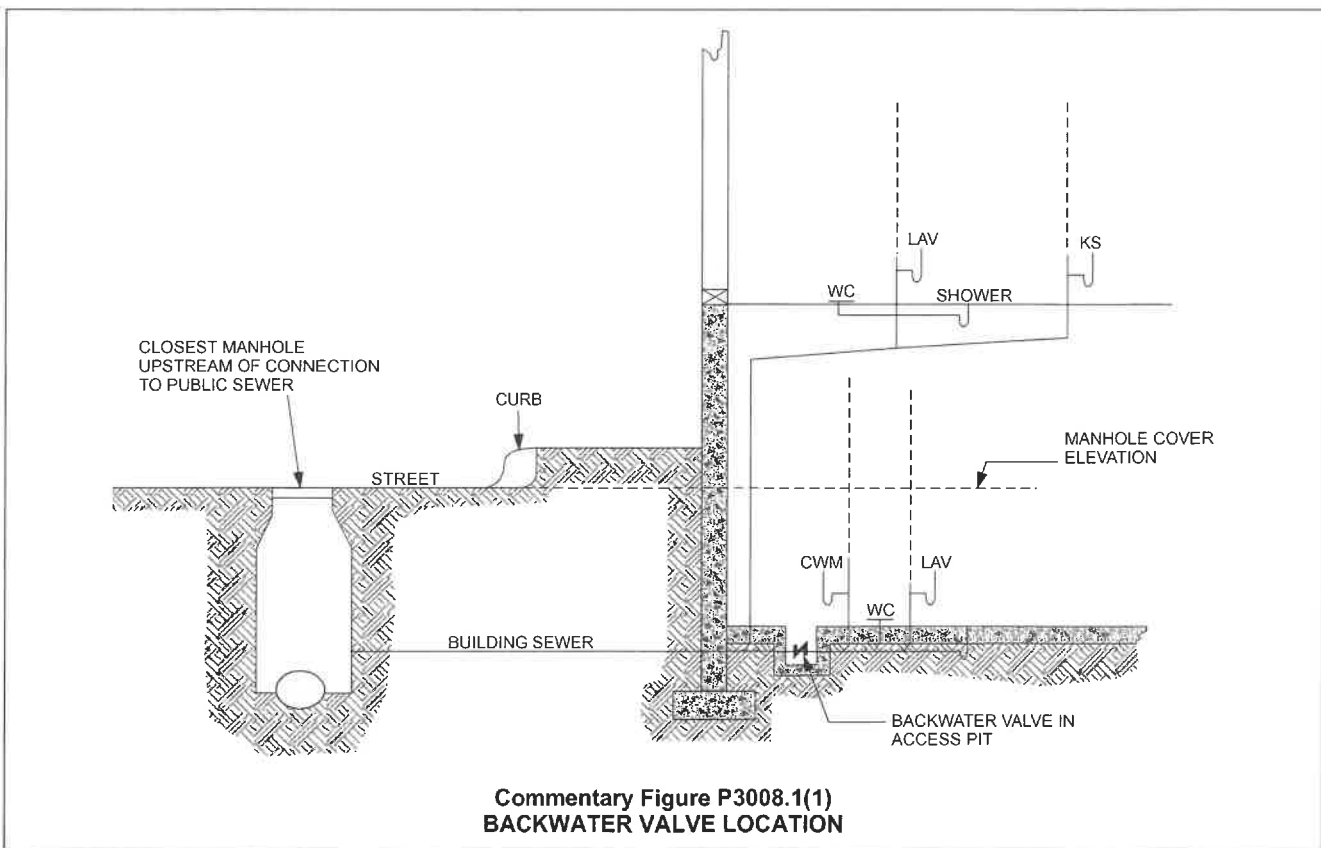 LAV
KS
WC
SHOWER
CLOSEST MANHOLE
UPSTREAM OF CONNECTION
TO PUBLIC SEWER
CURB
MANHOLE COVER
ELEVATION
STREET
CWM
LAV
WC
BUILDING SEWER
BACKWATER VALVE IN
ACCESS PIT
Commentary Figure P3008.1(1)
BACKWATER VALVE LOCATION